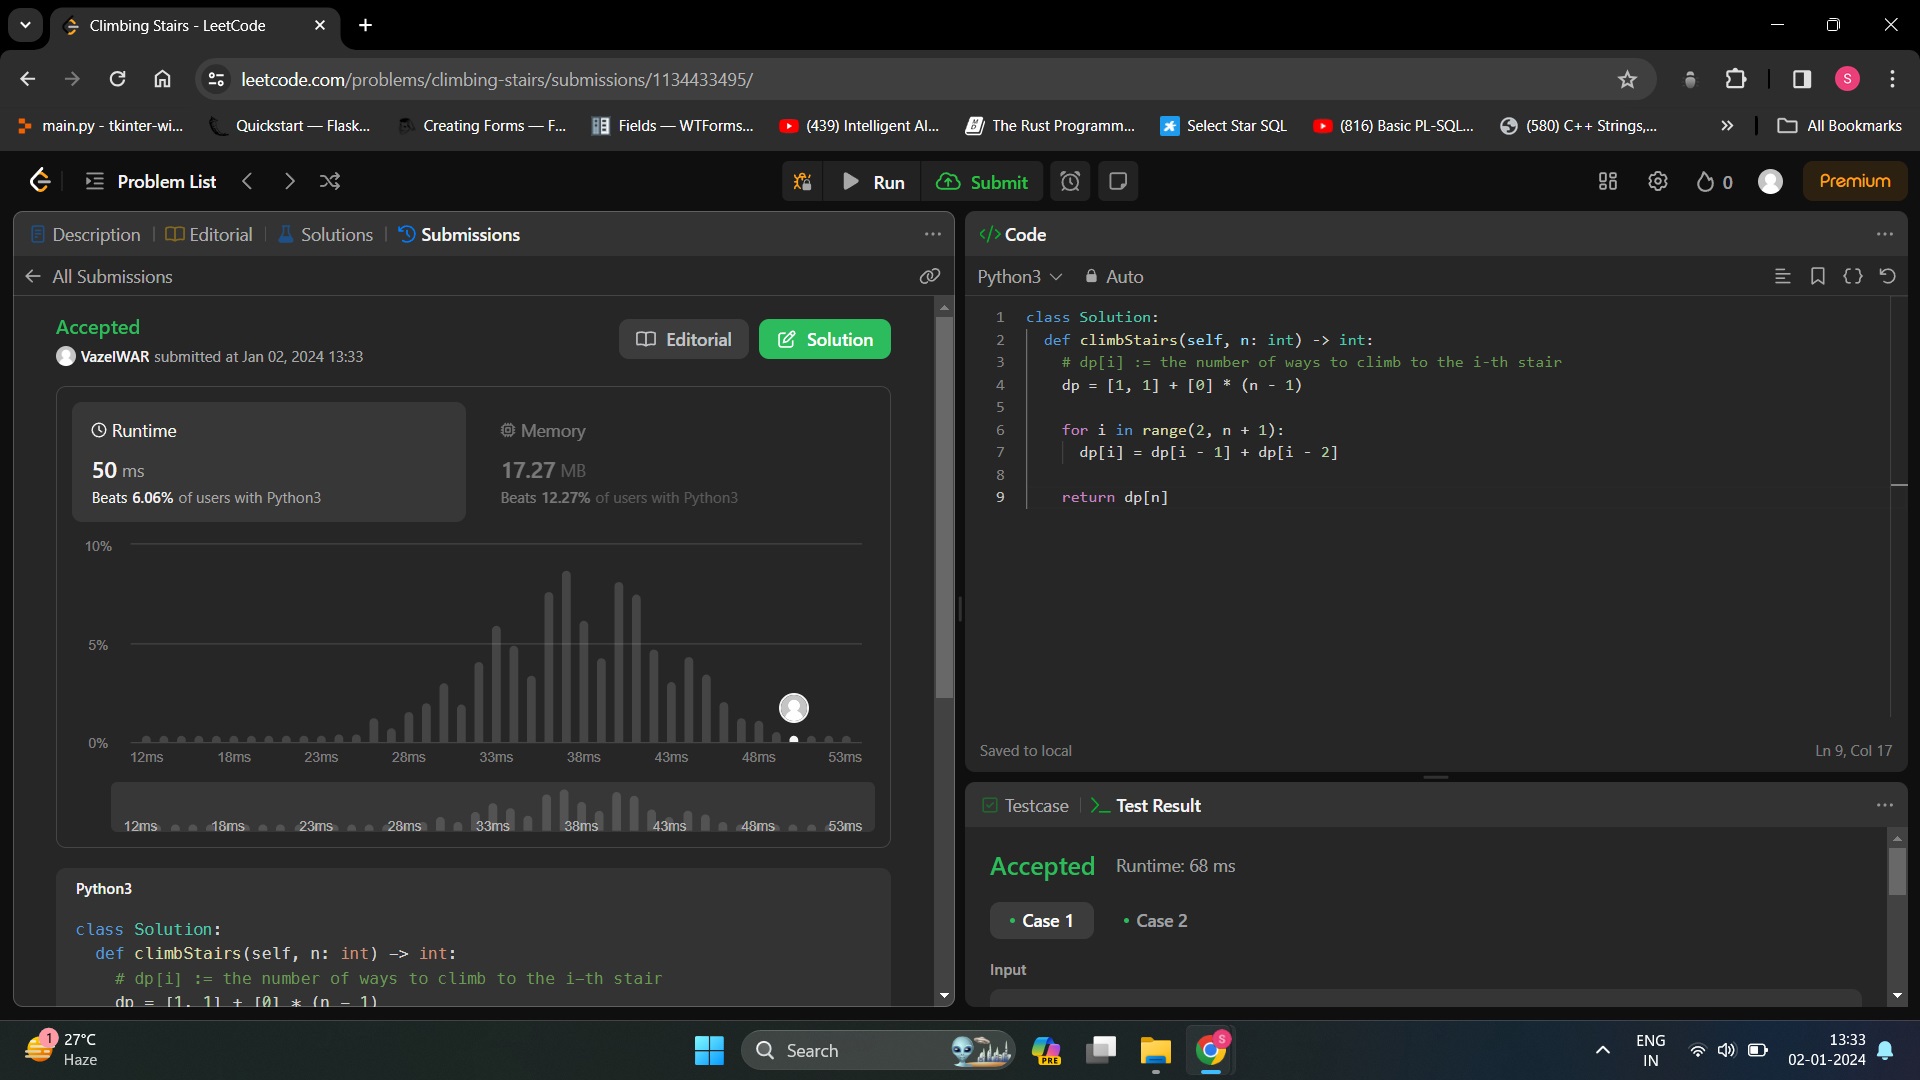 Climbing Stairs - LeetCode
leetcode.com/problems/climbing-stairs/submissions/1134433495/
S
main.py - tkinter-wi...
Quickstart — Flask...
Creating Forms — F...
Fields — WTForms...
(439) Intelligent AI...
The Rust Programm...
Select Star SQL
(816) Basic PL-SQL...
(580) C++ Strings,...
All Bookmarks
Problem List
Run
Submit
0
Premium
Description
Editorial
Solutions
Submissions
All Submissions
Accepted
VazelWAR submitted at Jan 02, 2024 13:33
Editorial
Solution
Runtime
50 ms
Beats 6.06% of users with Python3
Memory
17.27 MB
Beats 12.27% of users with Python3
10%
5%
0%
12ms 18ms 23ms 28ms 33ms 38ms 43ms 48ms 53ms
12ms 18ms 23ms 28ms 33ms 38ms 43ms 48ms 53ms
Python3
class Solution:
def climbStairs(self, n: int) -> int:
# dp[i] := the number of ways to climb to the i-th stair
dp = [1, 1] + [0] * (n - 1)
</> Code
Python3
Auto
1 class Solution:
2 def climbStairs(self, n: int) -> int:
3 # dp[i] := the number of ways to climb to the i-th stair
4 dp = [1, 1] + [0] * (n - 1)
5
6 for i in range(2, n + 1):
7 dp[i] = dp[i - 1] + dp[i - 2]
8
9 return dp[n]
Saved to local
Ln 9, Col 17
Testcase
Test Result
Accepted
Runtime: 68 ms
Case 1
Case 2
Input
1
27°C
Haze
Search
PRE
S
ENG
IN
13:33
02-01-2024